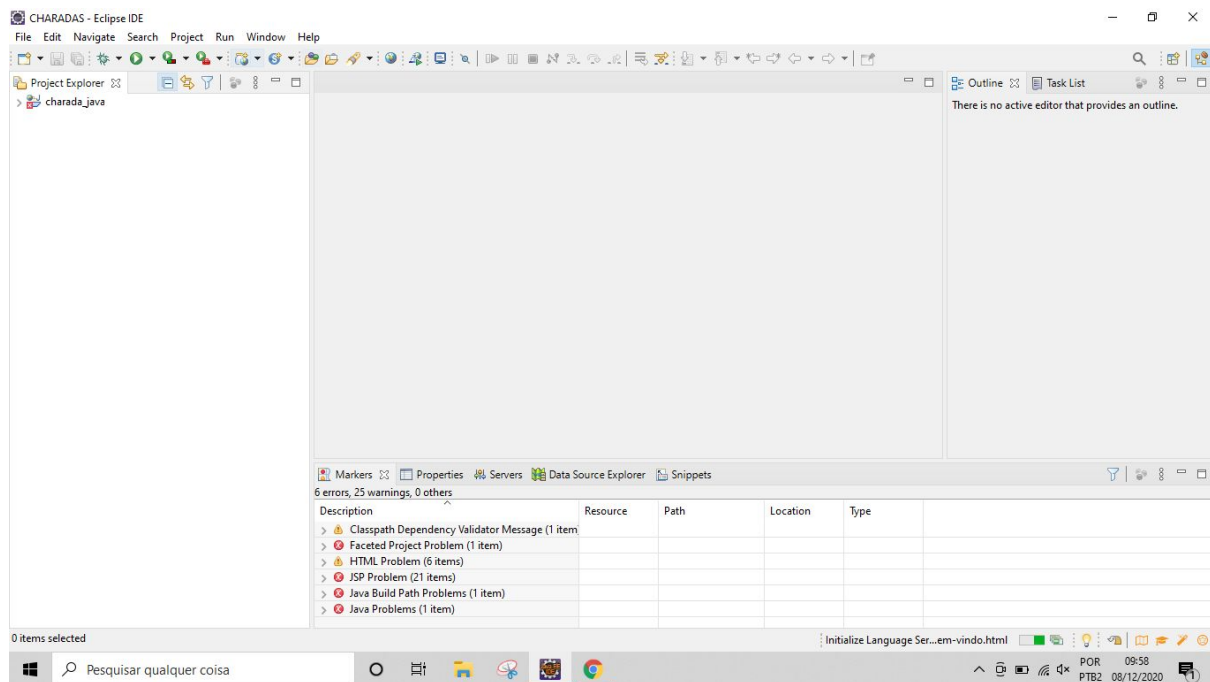 CHARADAS - Eclipse IDE
File Edit Navigate Search Project Run Window Help
Project Explorer
charada_java
Outline Task List
There is no active editor that provides an outline.
Markers Properties Servers Data Source Explorer Snippets
6 errors, 25 warnings, 0 others
Description Resource Path Location Type
Classpath Dependency Validator Message (1 item
Faceted Project Problem (1 item)
HTML Problem (6 items)
JSP Problem (21 items)
Java Build Path Problems (1 item)
Java Problems (1 item)
0 items selected
Initialize Language Ser...em-vindo.html
Pesquisar qualquer coisa
POR 09:58
PTB2 08/12/2020